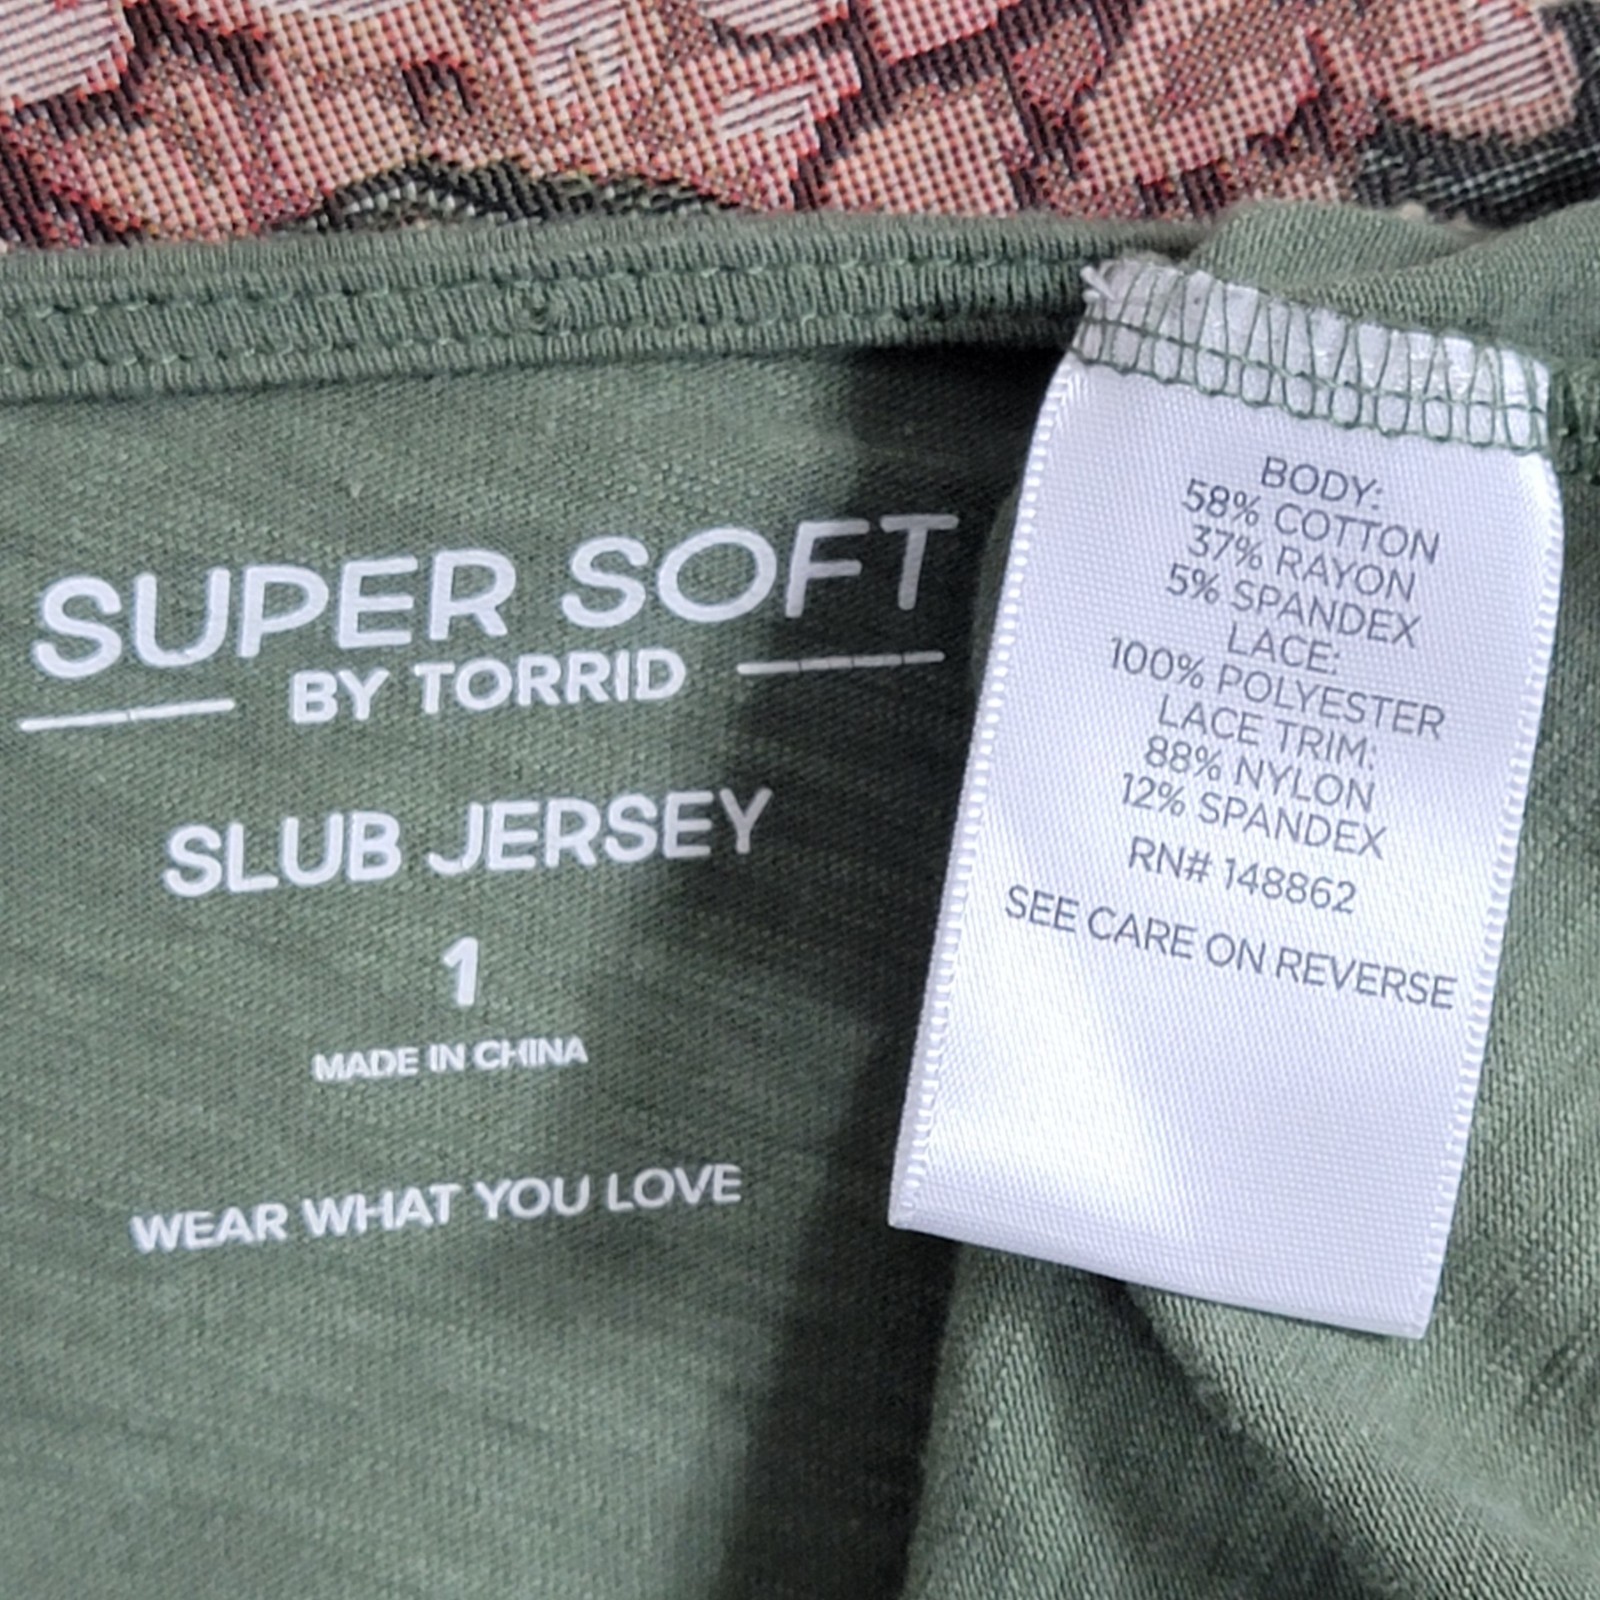 SUPER SOFT
BY TORRID
SLUB JERSEY
1
MADE IN CHINA
WEAR WHAT YOU LOVE
BODY:
58% COTTON
37% RAYON
5% SPANDEX
LACE:
100% POLYESTER
LACE TRIM:
88% NYLON
12% SPANDEX
RN# 148862
SEE CARE ON REVERSE